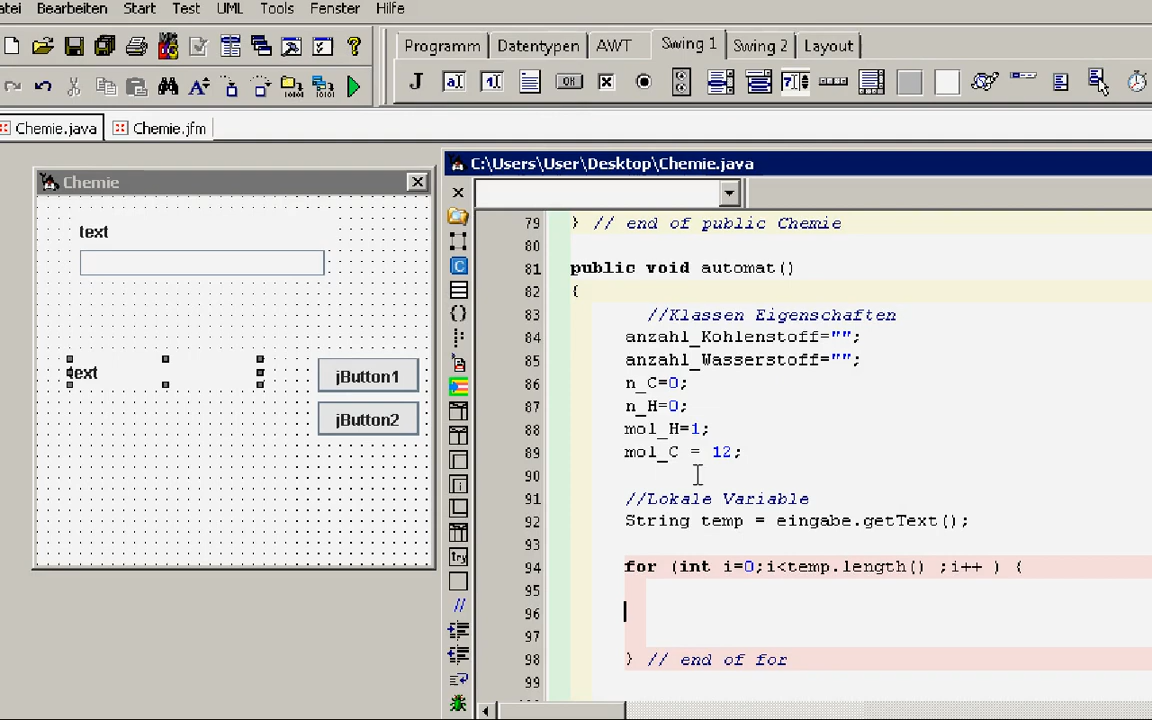 atei Bearbeiten Start Test UML Tools Fenster Hilfe
Programm Datentypen AWT Swing 1 Swing 2 Layout
Chemie.java Chemie.jfm
Chemie
text
text
jButton1
jButton2
C:\Users\User\Desktop\Chemie.java
79 } // end of public Chemie
80
81 public void automat()
82 {
83 //Klassen Eigenschaften
84 anzahl_Kohlenstoff="";
85 anzahl_Wasserstoff="";
86 n_C=0;
87 n_H=0;
88 mol_H=1;
89 mol_C = 12;
90
91 //Lokale Variable
92 String temp = eingabe.getText();
93
94 for (int i=0;i<temp.length() ;i++ ) {
95
96
97
98 } // end of for
99